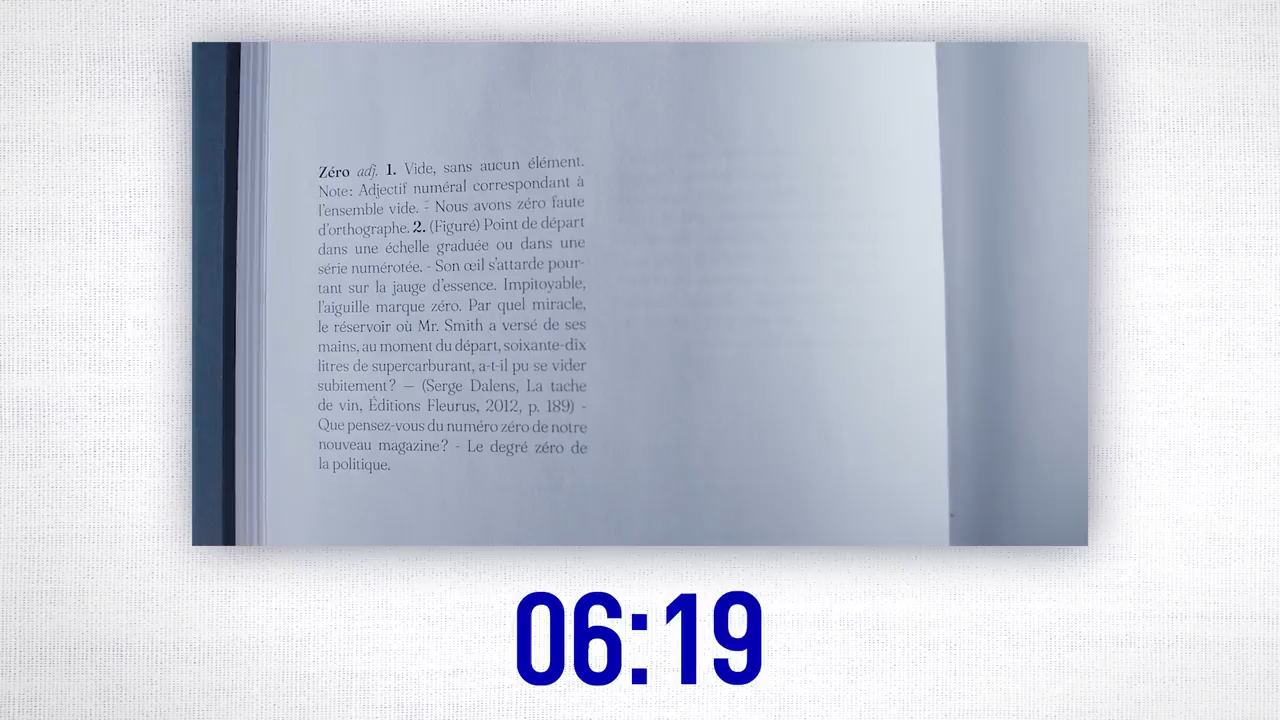 Zéro adj. 1. Vide, sans aucun élément.
Note: Adjectif numéral correspondant à
l'ensemble vide. - Nous avons zéro faute
d'orthographe. 2. (Figuré) Point de départ
dans une échelle graduée ou dans une
série numérotée. - Son œil s'attarde pour-
tant sur la jauge d'essence. Impitoyable,
l'aiguille marque zéro. Par quel miracle,
le réservoir où Mr. Smith a versé de ses
mains, au moment du départ, soixante-dix
litres de supercarburant, a-t-il pu se vider
subitement? — (Serge Dalens, La tache
de vin, Éditions Fleurus, 2012, p. 189) -
Que pensez-vous du numéro zéro de notre
nouveau magazine? - Le degré zéro de
la politique.
06:19